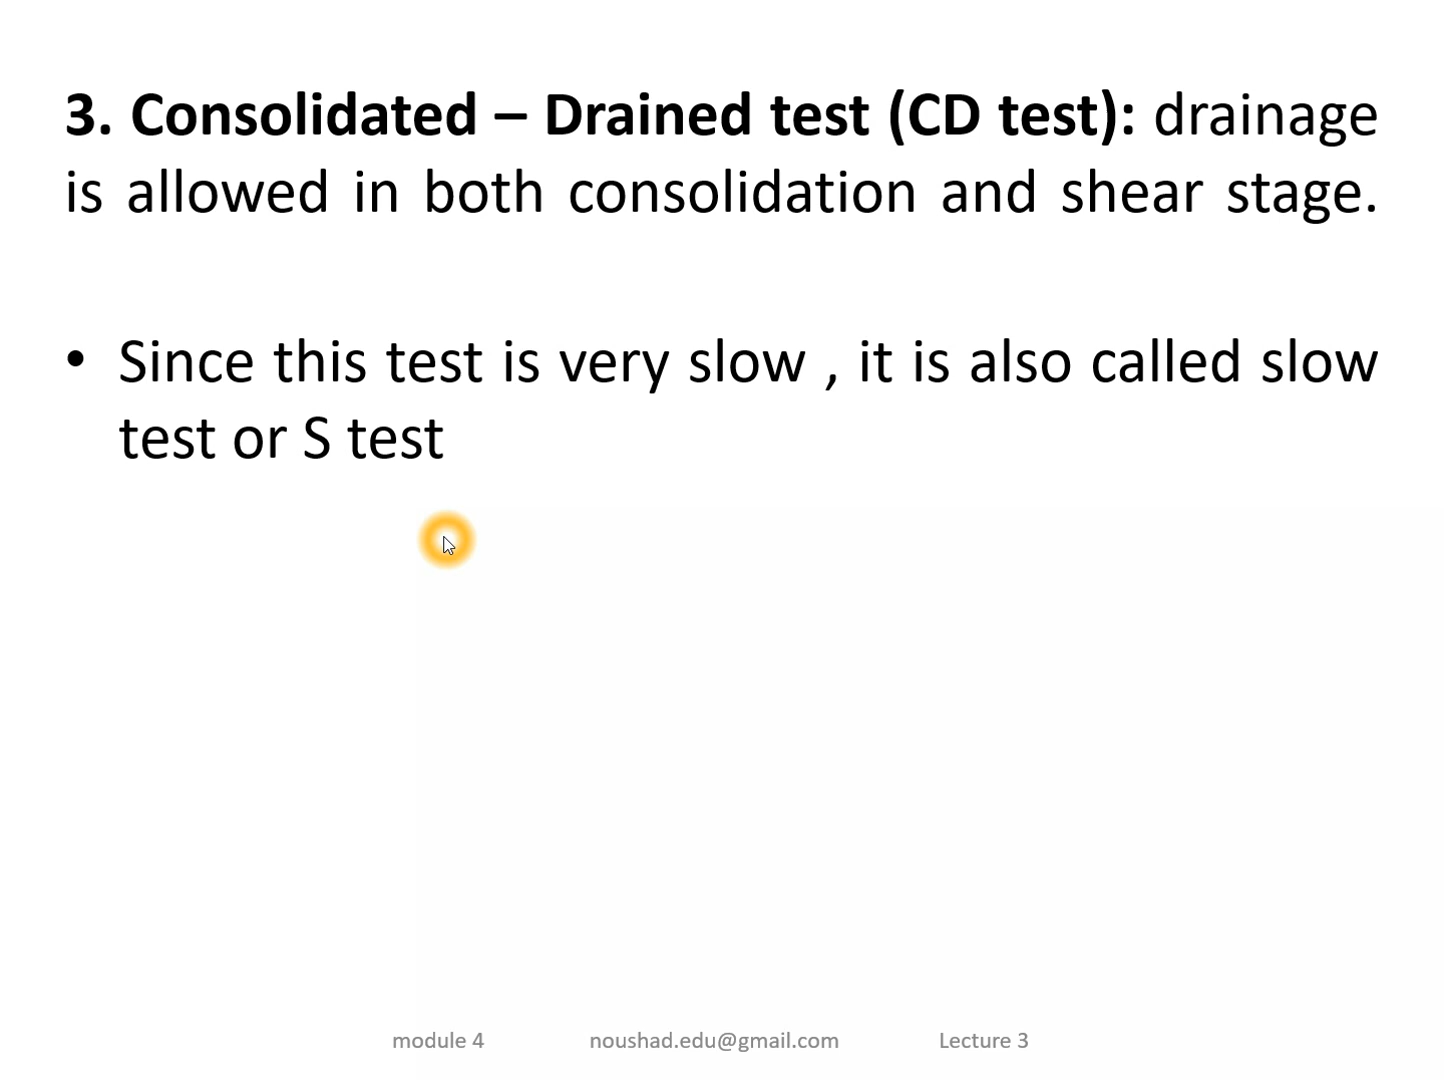 3. Consolidated – Drained test (CD test): drainage
is allowed in both consolidation and shear stage.
• Since this test is very slow , it is also called slow
test or S test
module 4 noushad.edu@gmail.com Lecture 3